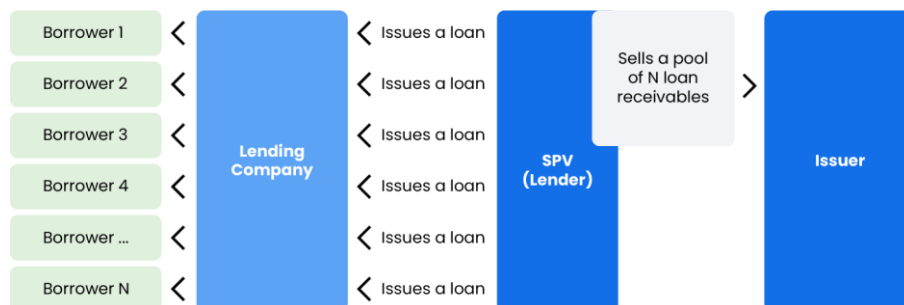 Borrower 1
Issues a loan
Borrower 2
Issues a loan
Borrower 3
Issues a loan
Borrower 4
Issues a loan
Borrower ...
Issues a loan
Borrower N
Issues a loan
Lending
Company
SPV
(Lender)
Sells a pool
of N loan
receivables
Issuer